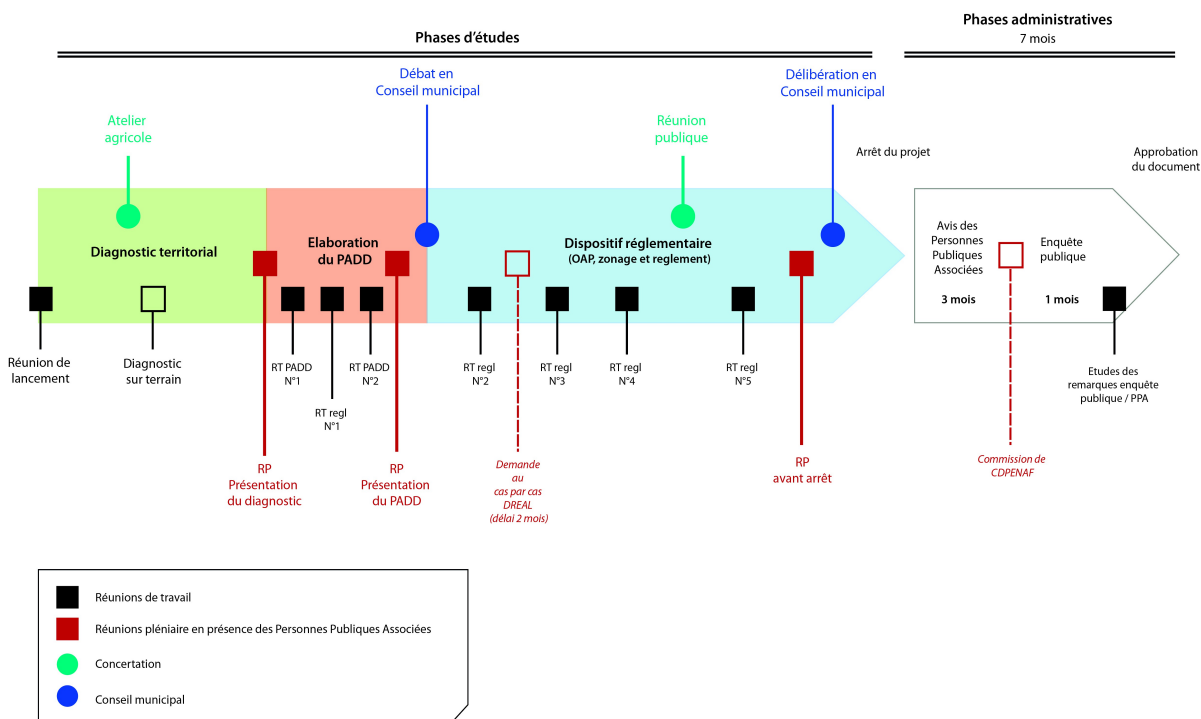 Phases d'études
Phases administratives
7 mois
Débat en
Conseil municipal
Délibération en
Conseil municipal
Atelier
agricole
Réunion
publique
Arrêt du projet
Approbation
du document
Diagnostic territorial
Elaboration
du PADD
Dispositif réglementaire
(OAP, zonage et reglement)
Avis des
Personnes
Publiques
Associées
3 mois
Enquête
publique
1 mois
Réunion de
lancement
Diagnostic
sur terrain
RT PADD
N°1
RT regl
N°1
RT PADD
N°2
RT regl
N°2
RT regl
N°3
RT regl
N°4
RT regl
N°5
Etudes des
remarques enquête
publique / PPA
RP
Présentation
du diagnostic
RP
Présentation
du PADD
Demande
au
cas par cas
DREAL
(délai 2 mois)
RP
avant arrêt
Commission de
CDPENAF
Réunions de travail
Réunions pléniaire en présence des Personnes Publiques Associées
Concertation
Conseil municipal